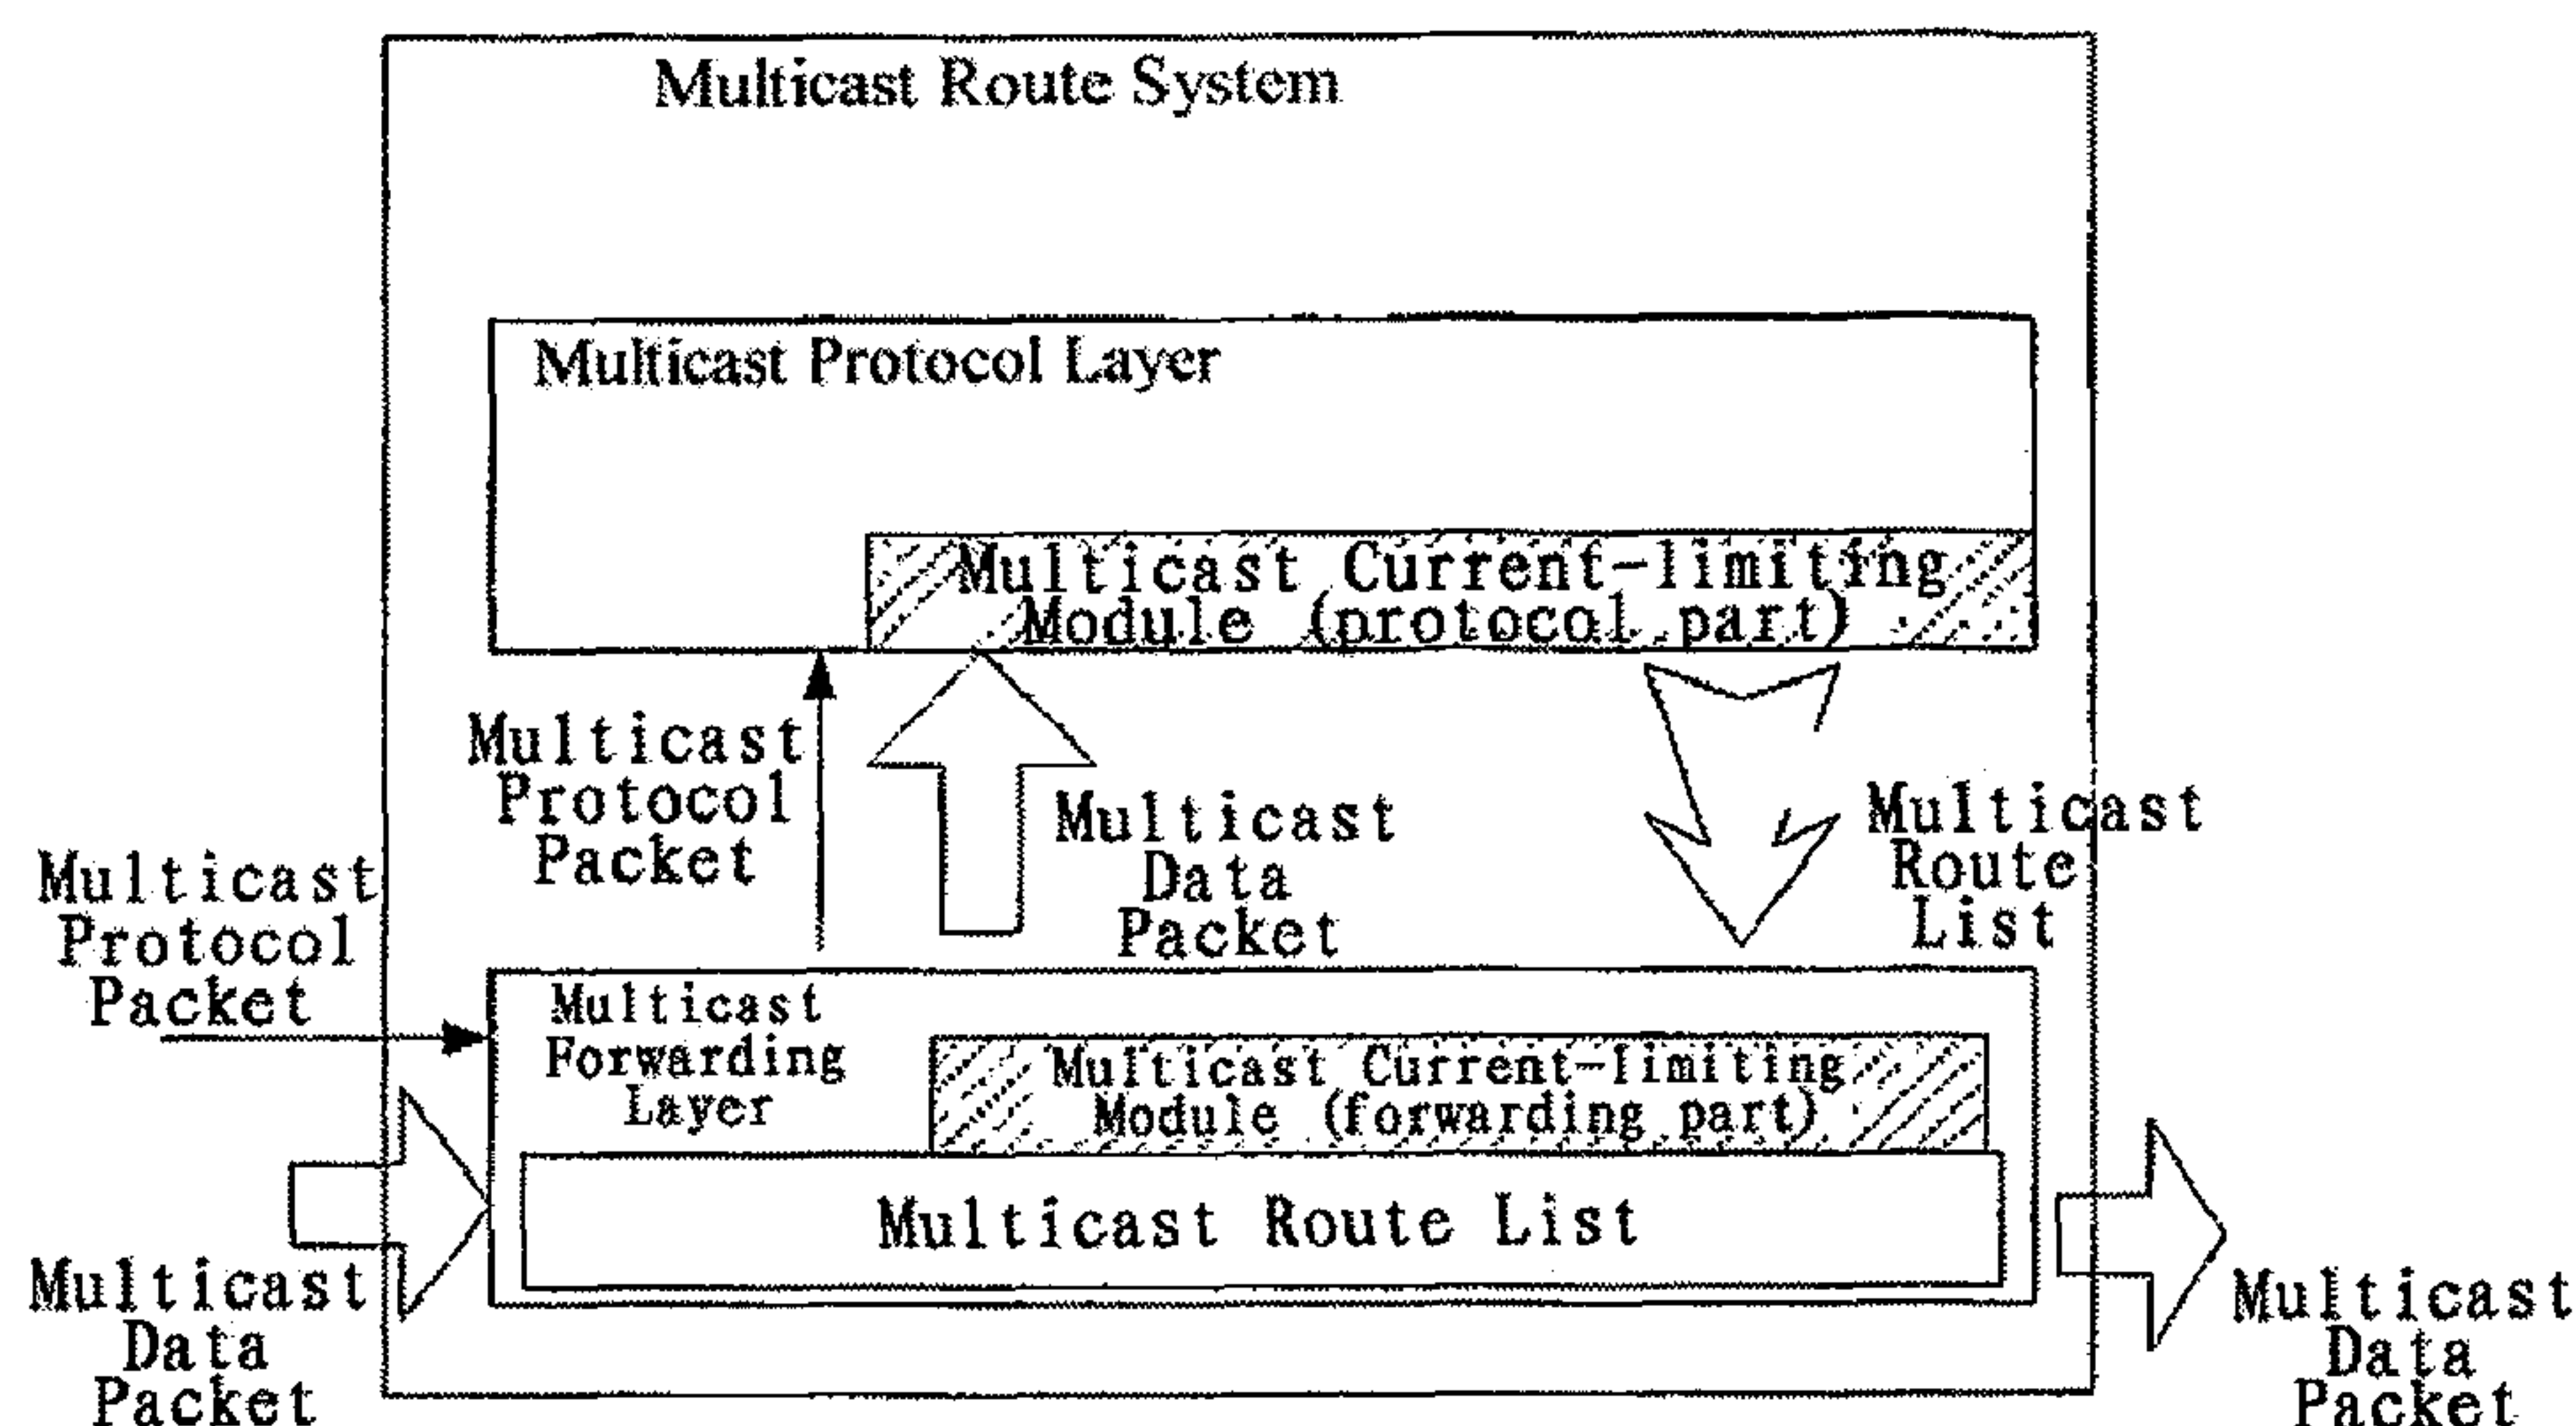 Multicast Route System
Multicast Protocol Layer
Multicast Current-limiting
Module (protocol part)
Multicast
Protocol
Packet
Multicast
Data
Packet
Multicast
Route
List
Multicast
Protocol
Packet
Multicast
Forwarding
Layer
Multicast Current-limiting
Module (forwarding part)
Multicast Route List
Multicast
Data
Packet
Multicast
Data
Packet